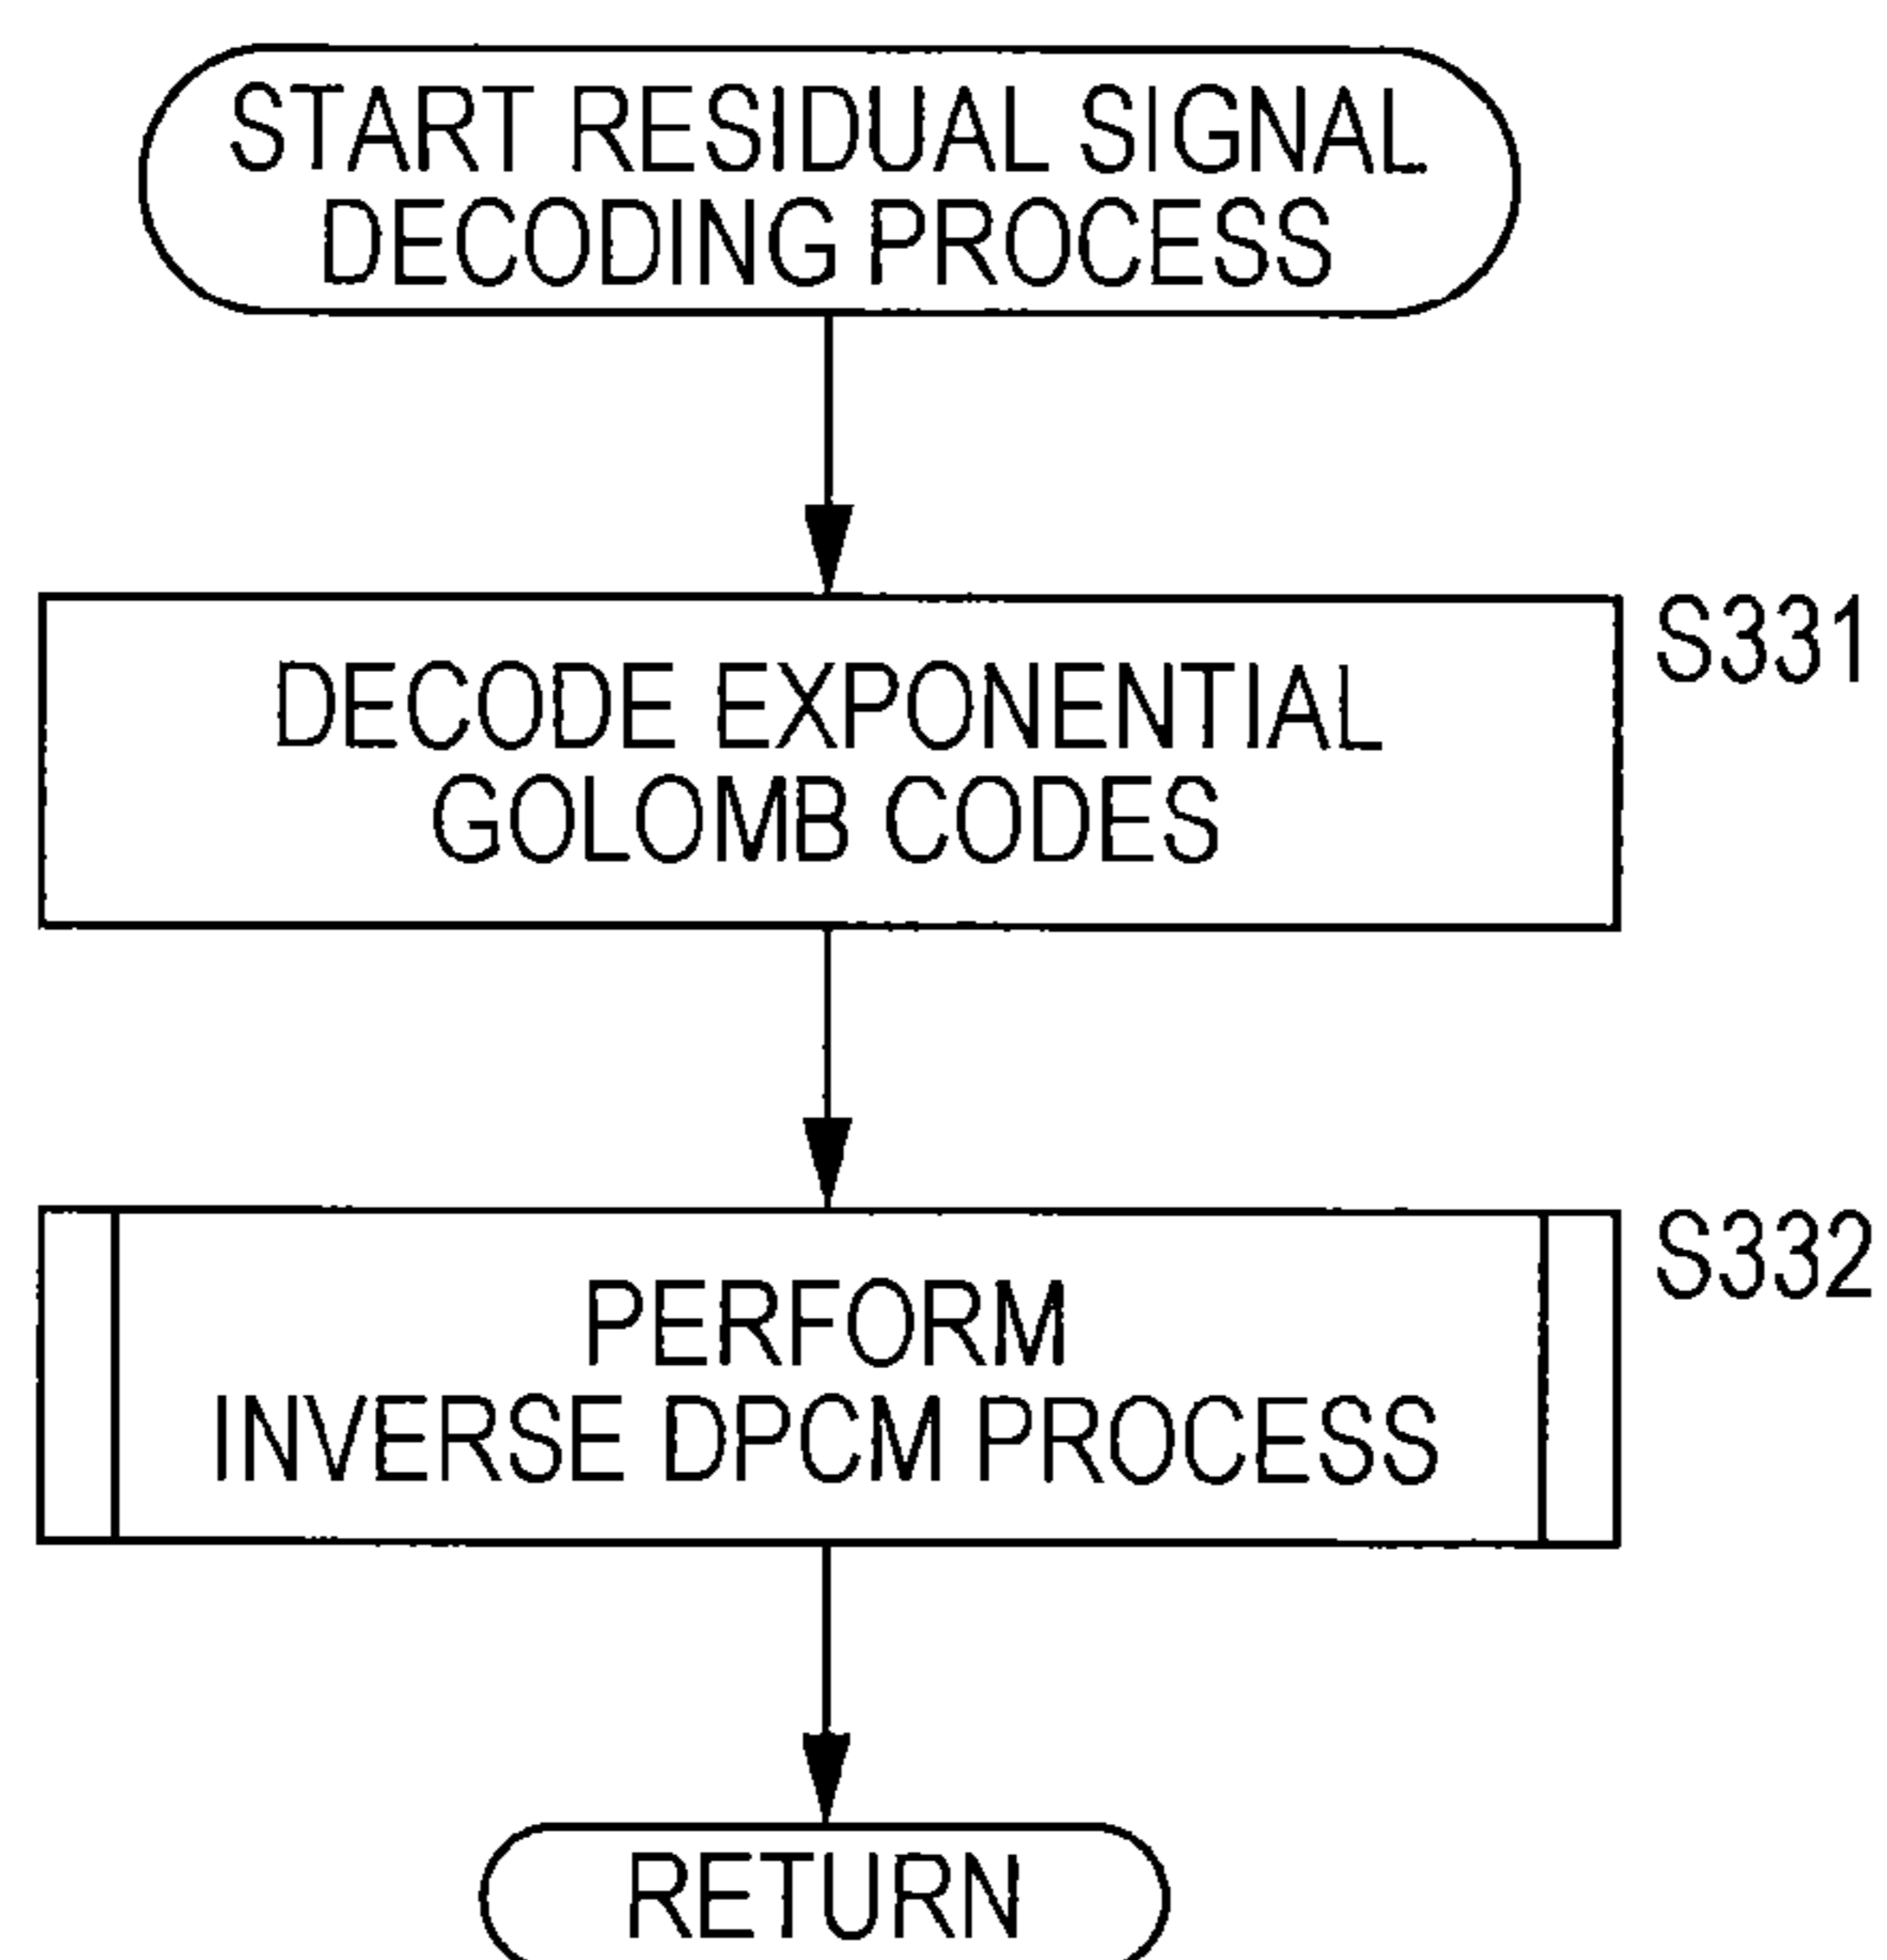 START RESIDUAL SIGNAL
DECODING PROCESS
S331
DECODE EXPONENTIAL
GOLOMB CODES
S332
PERFORM
INVERSE DPCM PROCESS
RETURN